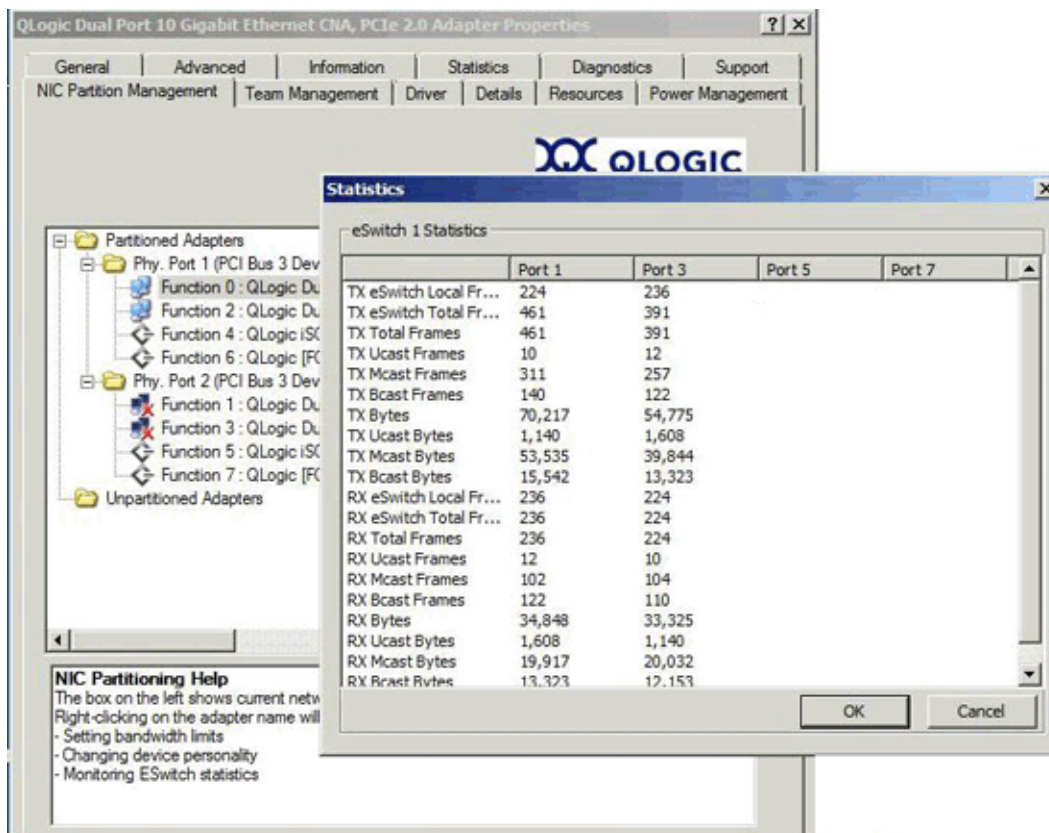 QLogic Dual Port 10 Gigabit Ethernet CNA, PCIe 2.0 Adapter Properties
General Advanced Information Statistics Diagnostics Support
NIC Partition Management Team Management Driver Details Resources Power Management
QLOGIC
Partitioned Adapters
Phy. Port 1 (PCI Bus 3 Dev
Function 0 : QLogic Du
Function 2 : QLogic Du
Function 4 : QLogic iSC
Function 6 : QLogic [FC
Phy. Port 2 (PCI Bus 3 Dev
Function 1 : QLogic Du
Function 3 : QLogic Du
Function 5 : QLogic iSC
Function 7 : QLogic [FC
Unpartitioned Adapters
NIC Partitioning Help
The box on the left shows current netw
Right-clicking on the adapter name will
- Setting bandwidth limits
- Changing device personality
- Monitoring ESwitch statistics
Statistics
eSwitch 1 Statistics
Port 1 Port 3 Port 5 Port 7
TX eSwitch Local Fr... 224 236
TX eSwitch Total Fr... 461 391
TX Total Frames 461 391
TX Ucast Frames 10 12
TX Mcast Frames 311 257
TX Bcast Frames 140 122
TX Bytes 70,217 54,775
TX Ucast Bytes 1,140 1,608
TX Mcast Bytes 53,535 39,844
TX Bcast Bytes 15,542 13,323
RX eSwitch Local Fr... 236 224
RX eSwitch Total Fr... 236 224
RX Total Frames 236 224
RX Ucast Frames 12 10
RX Mcast Frames 102 104
RX Bcast Frames 122 110
RX Bytes 34,848 33,325
RX Ucast Bytes 1,608 1,140
RX Mcast Bytes 19,917 20,032
RX Bcast Bytes 13,323 12,153
OK Cancel